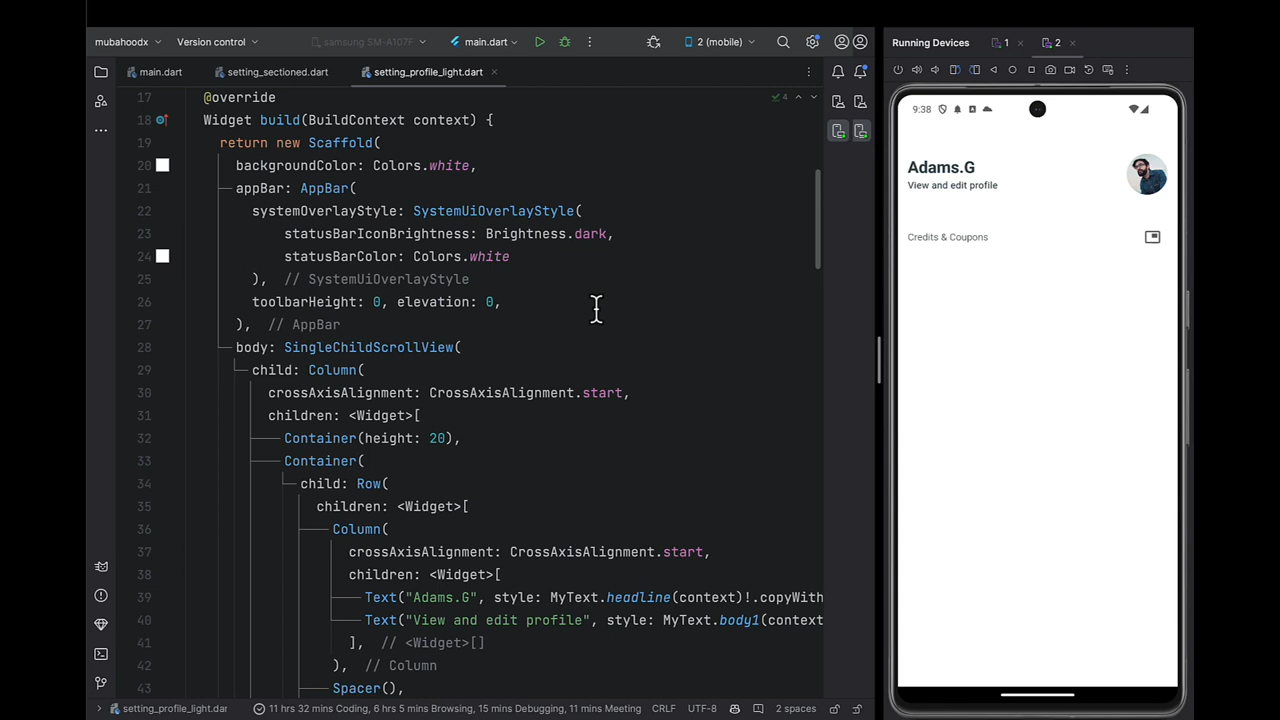 mubahoodx
Version control
samsung SM-A107F
main.dart
2 (mobile)
main.dart
setting_sectioned.dart
setting_profile_light.dart
4
17 @override
18 Widget build(BuildContext context) {
19 return new Scaffold(
20 backgroundColor: Colors.white,
21 appBar: AppBar(
22 systemOverlayStyle: SystemUiOverlayStyle(
23 statusBarIconBrightness: Brightness.dark,
24 statusBarColor: Colors.white
25 ), // SystemUiOverlayStyle
26 toolbarHeight: 0, elevation: 0,
27 ), // AppBar
28 body: SingleChildScrollView(
29 child: Column(
30 crossAxisAlignment: CrossAxisAlignment.start,
31 children: <Widget>[
32 Container(height: 20),
33 Container(
34 child: Row(
35 children: <Widget>[
36 Column(
37 crossAxisAlignment: CrossAxisAlignment.start,
38 children: <Widget>[
39 Text("Adams.G", style: MyText.headline(context)!.copyWith
40 Text("View and edit profile", style: MyText.body1(context
41 ], // <Widget>[]
42 ), // Column
43 Spacer(),
setting_profile_light.dart
11 hrs 32 mins Coding, 6 hrs 5 mins Browsing, 15 mins Debugging, 11 mins Meeting
CRLF
UTF-8
2 spaces
Running Devices
1
2
9:38
Adams.G
View and edit profile
Credits & Coupons